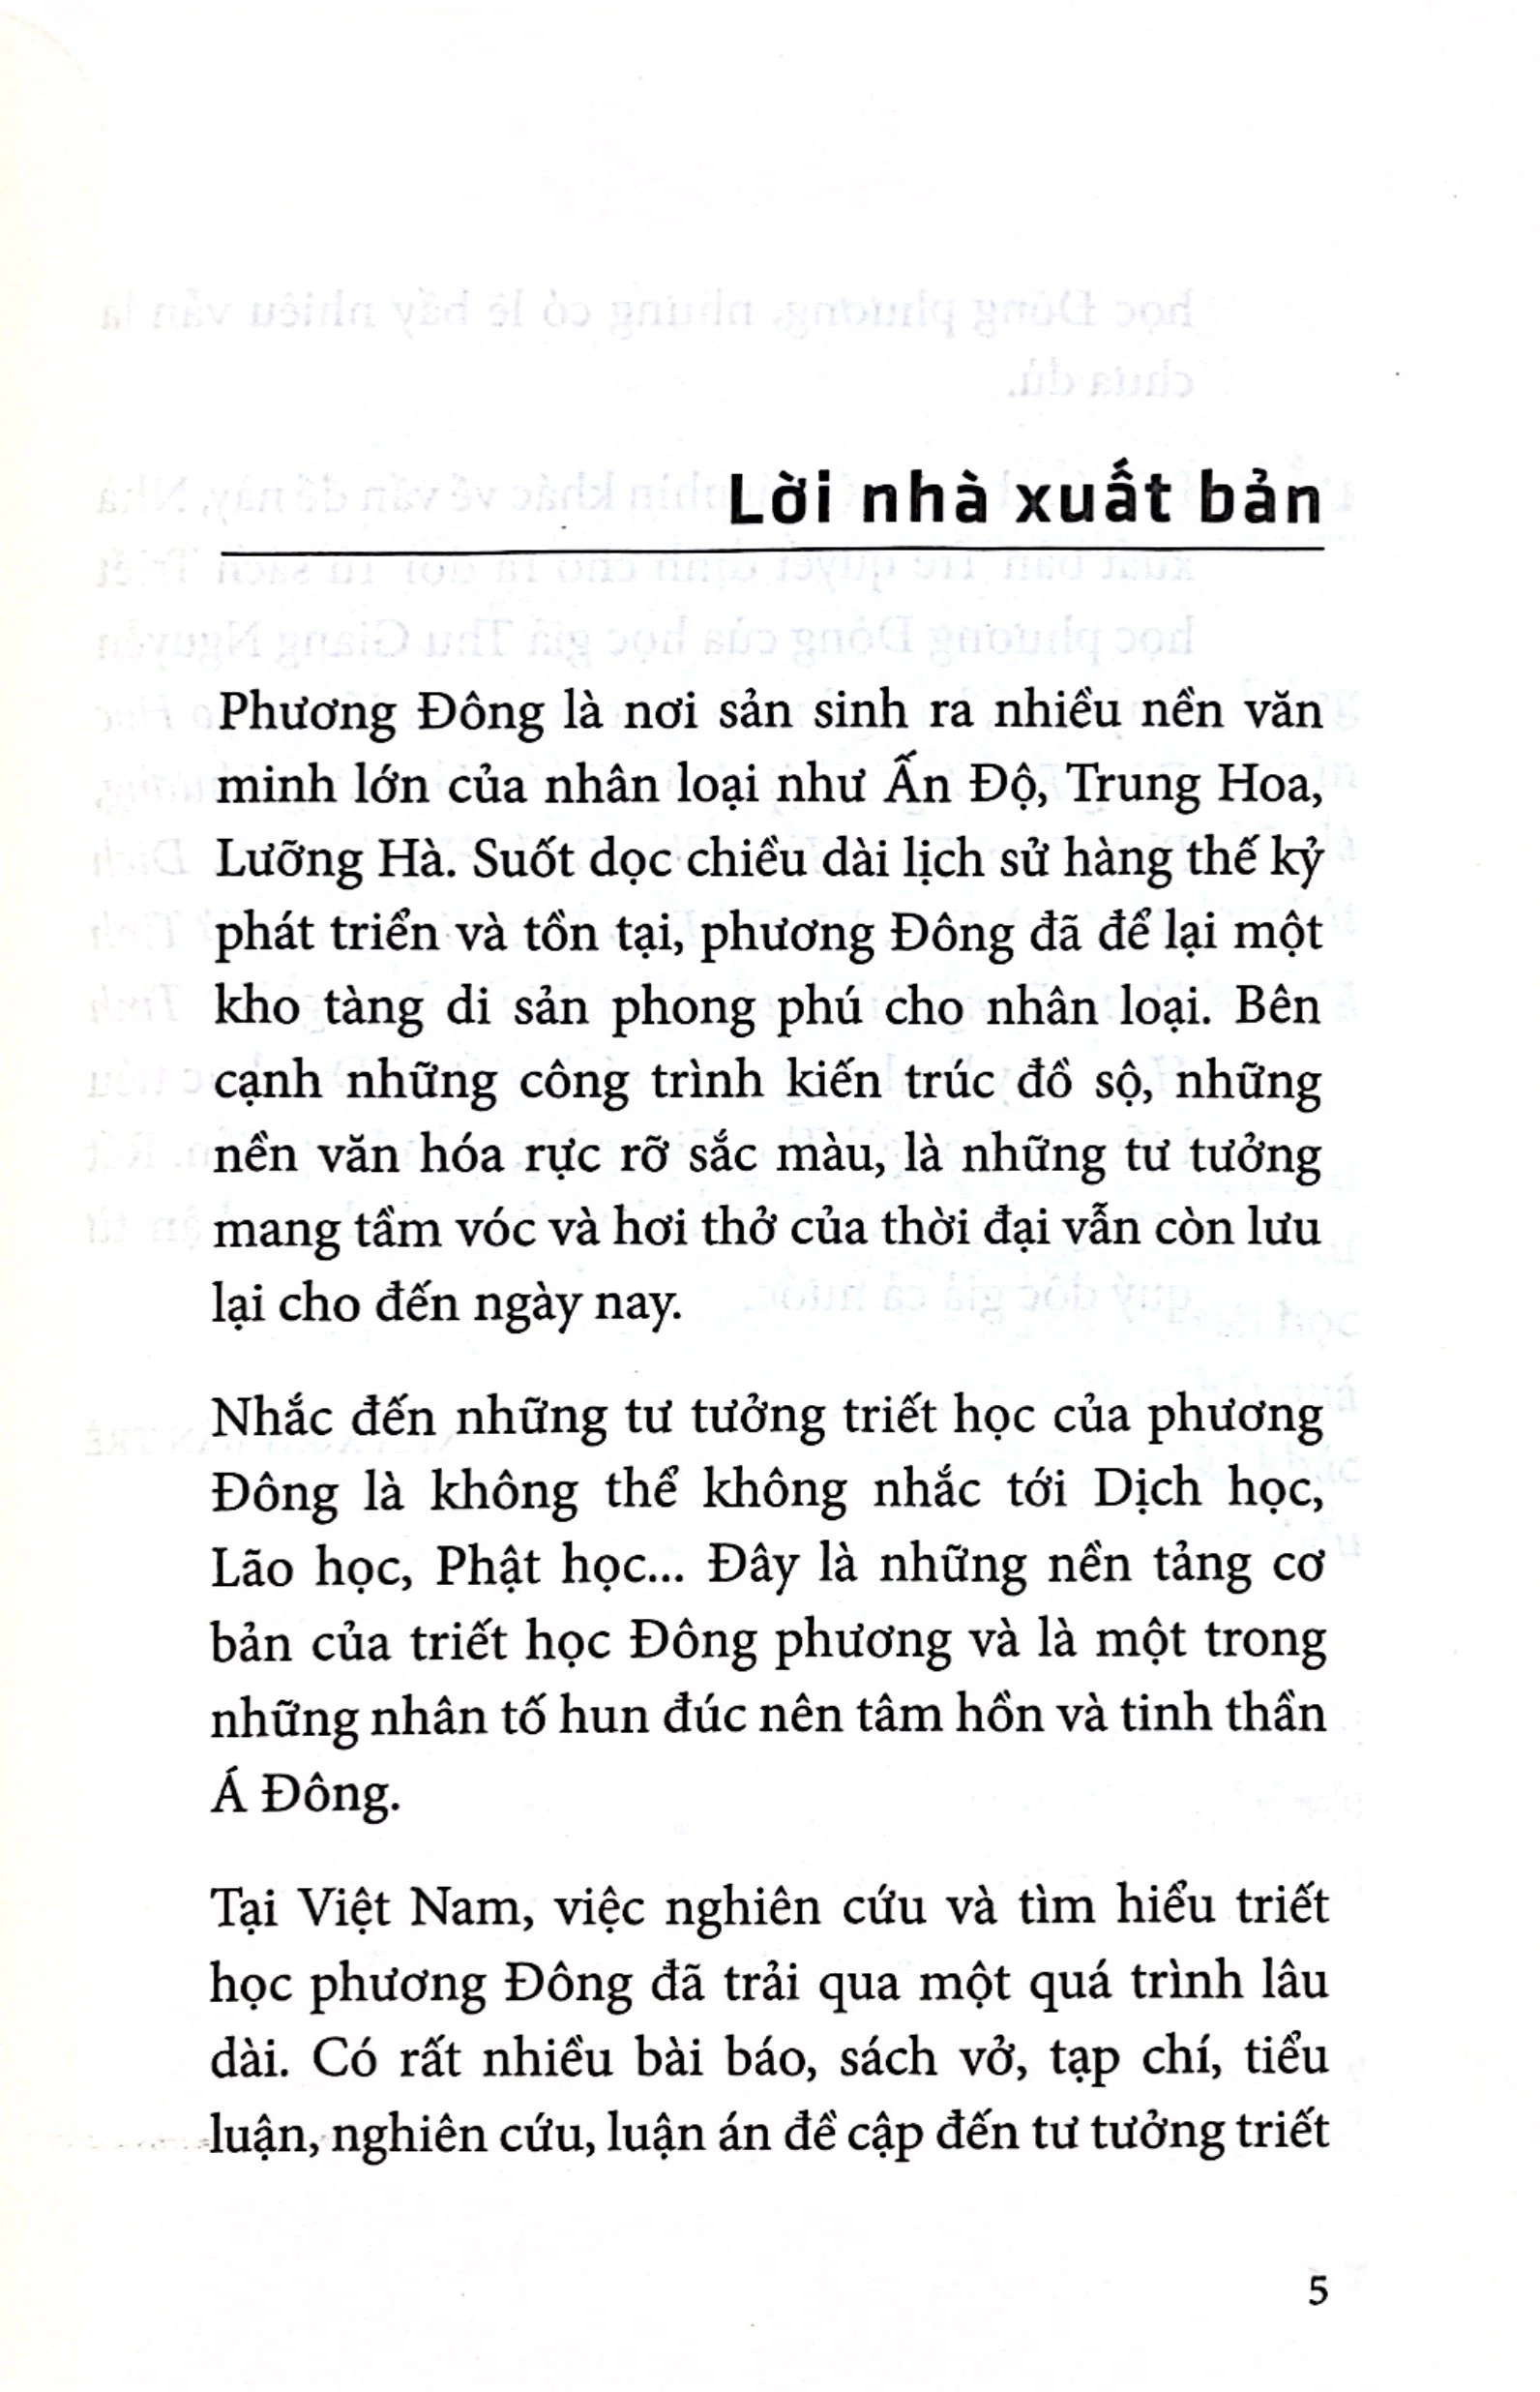 Lời nhà xuất bản
Phương Đông là nơi sản sinh ra nhiều nền văn
minh lớn của nhân loại như Ấn Độ, Trung Hoa,
Lưỡng Hà. Suốt dọc chiều dài lịch sử hàng thế kỷ
phát triển và tồn tại, phương Đông đã để lại một
kho tàng di sản phong phú cho nhân loại. Bên
cạnh những công trình kiến trúc đồ sộ, những
nền văn hóa rực rỡ sắc màu, là những tư tưởng
mang tầm vóc và hơi thở của thời đại vẫn còn lưu
lại cho đến ngày nay.
Nhắc đến những tư tưởng triết học của phương
Đông là không thể không nhắc tới Dịch học,
Lão học, Phật học... Đây là những nền tảng cơ
bản của triết học Đông phương và là một trong
những nhân tố hun đúc nên tâm hồn và tinh thần
Á Đông.
Tại Việt Nam, việc nghiên cứu và tìm hiểu triết
học phương Đông đã trải qua một quá trình lâu
dài. Có rất nhiều bài báo, sách vở, tạp chí, tiểu
luận, nghiên cứu, luận án đề cập đến tư tưởng triết
5